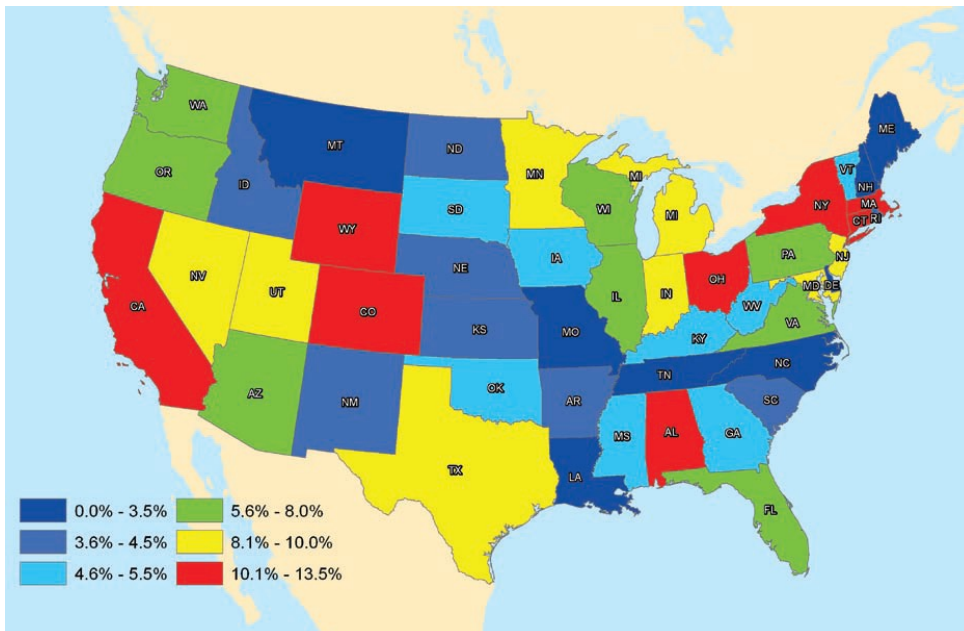 WA
MT
ND
ME
OR
ID
MN
MI
VT
NH
SD
WI
NY
MA
WY
MI
CT RI
IA
PA
NE
NJ
NV
OH
UT
IL
IN
MD DE
CA
CO
WV
KS
MO
VA
KY
NC
TN
OK
AZ
NM
AR
SC
MS
AL
GA
TX
LA
FL
0.0% - 3.5%
5.6% - 8.0%
3.6% - 4.5%
8.1% - 10.0%
4.6% - 5.5%
10.1% - 13.5%